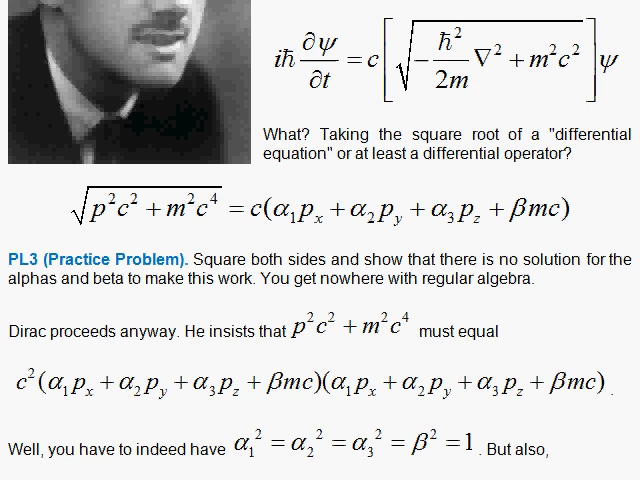 iħ ∂ψ/∂t = c[√(−ħ²/2m ∇² + m²c²)]ψ
What? Taking the square root of a "differential
equation" or at least a differential operator?
√(p²c² + m²c⁴) = c(α₁pₓ + α₂p_y + α₃p_z + βmc)
PL3 (Practice Problem). Square both sides and show that there is no solution for the
alphas and beta to make this work. You get nowhere with regular algebra.
Dirac proceeds anyway. He insists that p²c² + m²c⁴ must equal
c²(α₁pₓ + α₂p_y + α₃p_z + βmc)(α₁pₓ + α₂p_y + α₃p_z + βmc) .
Well, you have to indeed have α₁² = α₂² = α₃² = β² = 1 . But also,